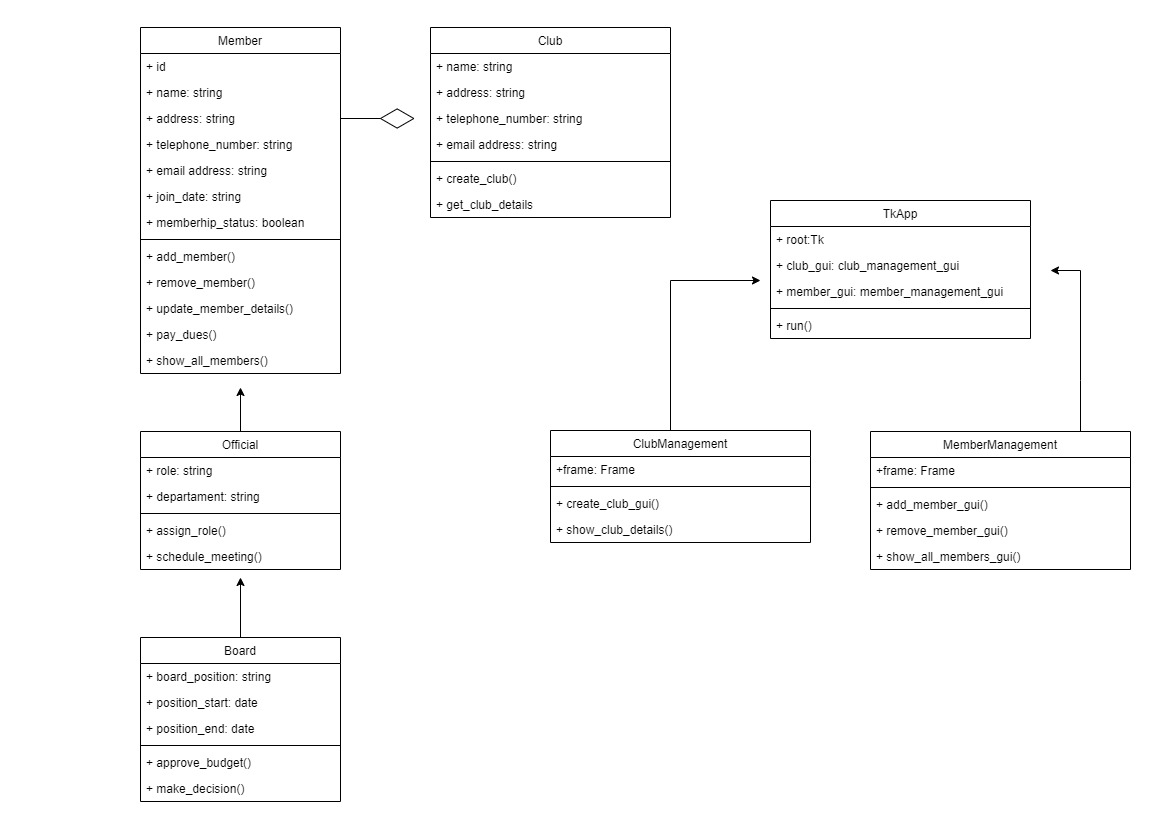 Member
+ id
+ name: string
+ address: string
+ telephone_number: string
+ email address: string
+ join_date: string
+ memberhip_status: boolean
+ add_member()
+ remove_member()
+ update_member_details()
+ pay_dues()
+ show_all_members()
Club
+ name: string
+ address: string
+ telephone_number: string
+ email address: string
+ create_club()
+ get_club_details
TkApp
+ root:Tk
+ club_gui: club_management_gui
+ member_gui: member_management_gui
+ run()
Official
+ role: string
+ departament: string
+ assign_role()
+ schedule_meeting()
ClubManagement
+frame: Frame
+ create_club_gui()
+ show_club_details()
MemberManagement
+frame: Frame
+ add_member_gui()
+ remove_member_gui()
+ show_all_members_gui()
Board
+ board_position: string
+ position_start: date
+ position_end: date
+ approve_budget()
+ make_decision()